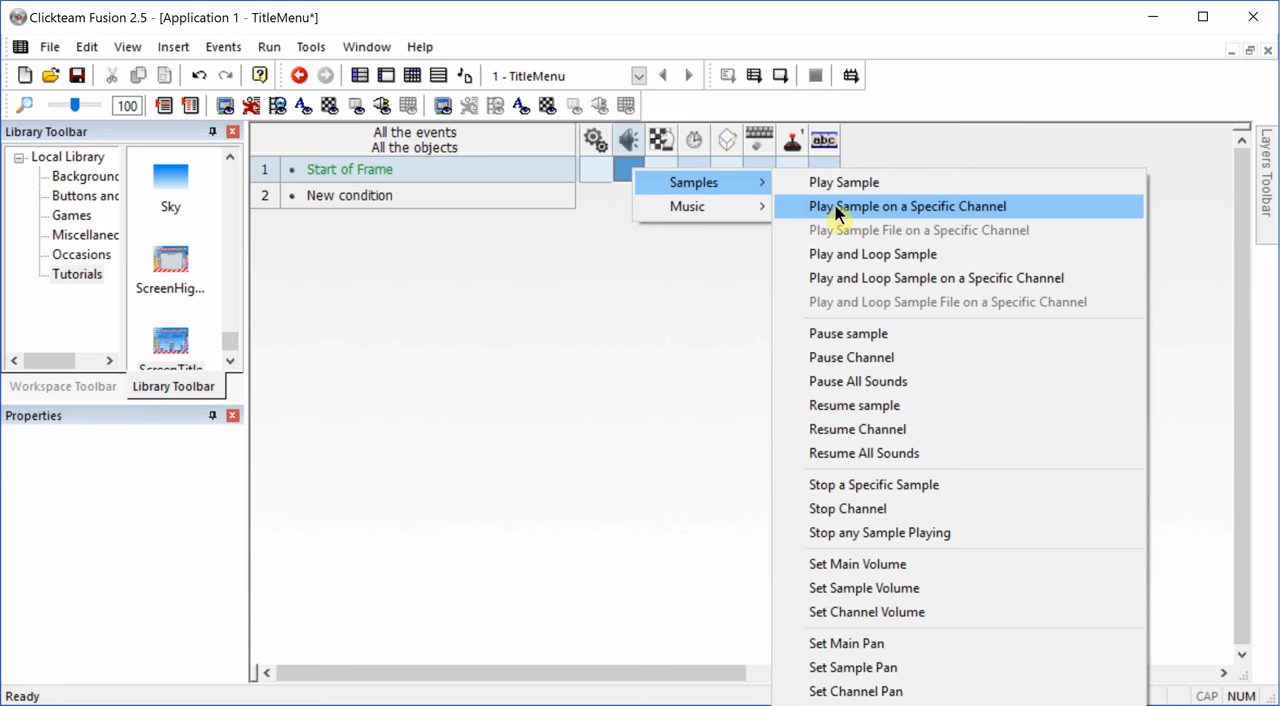 Clickteam Fusion 2.5 - [Application 1 - TitleMenu*]
File Edit View Insert Events Run Tools Window Help
1 - TitleMenu
100
Library Toolbar
Local Library
Background
Buttons and
Games
Miscellanec
Occasions
Tutorials
Sky
ScreenHig...
ScreenTitle
Workspace Toolbar Library Toolbar
Properties
All the events
All the objects
1 • Start of Frame
2 • New condition
abc
Samples
Music
Play Sample
Play Sample on a Specific Channel
Play Sample File on a Specific Channel
Play and Loop Sample
Play and Loop Sample on a Specific Channel
Play and Loop Sample File on a Specific Channel
Pause sample
Pause Channel
Pause All Sounds
Resume sample
Resume Channel
Resume All Sounds
Stop a Specific Sample
Stop Channel
Stop any Sample Playing
Set Main Volume
Set Sample Volume
Set Channel Volume
Set Main Pan
Set Sample Pan
Set Channel Pan
Layers Toolbar
Ready
CAP NUM